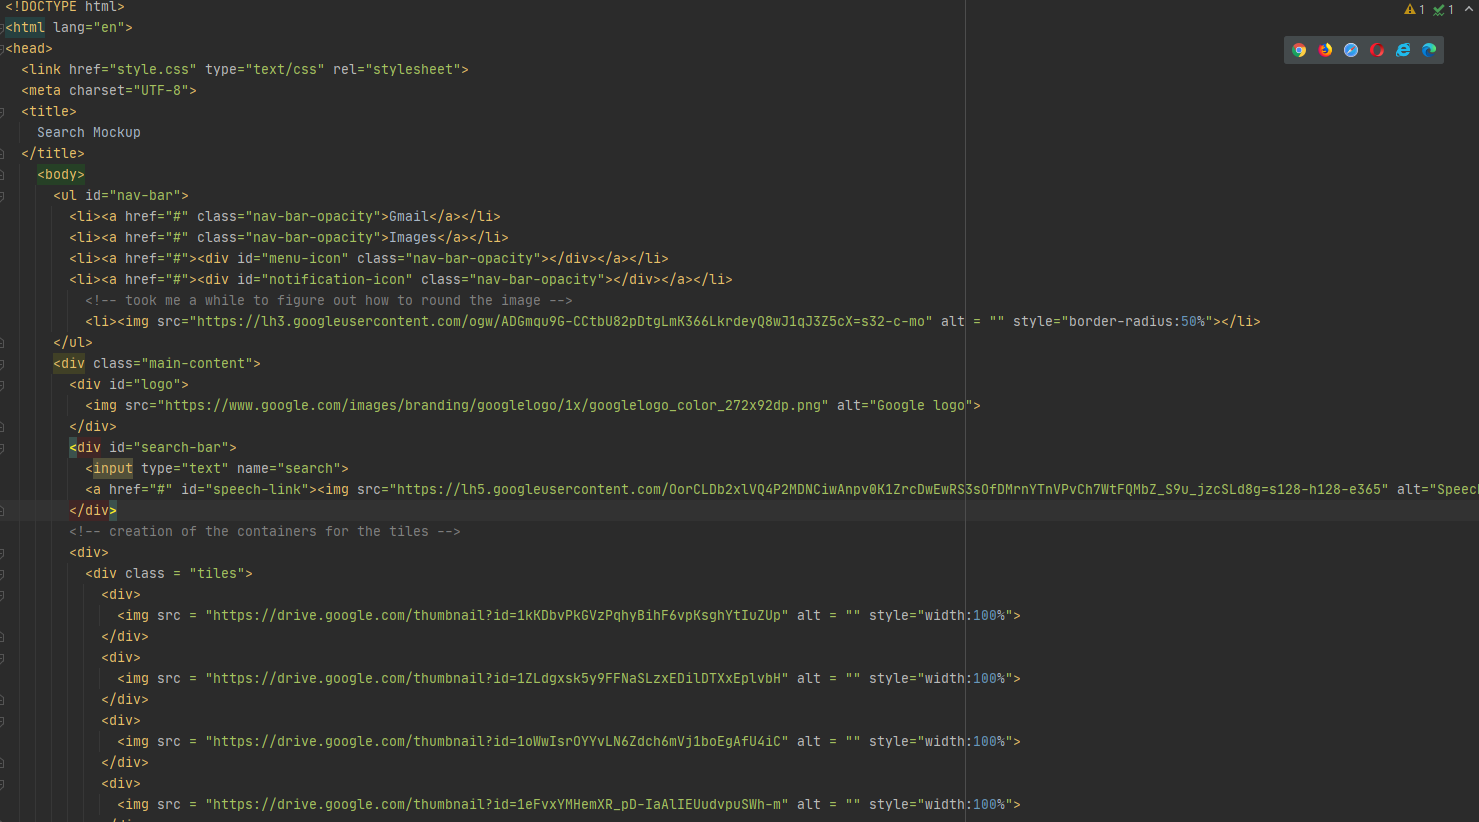 <!DOCTYPE html>
<html lang="en">
<head>
<link href="style.css" type="text/css" rel="stylesheet">
<meta charset="UTF-8">
<title>
Search Mockup
</title>
<body>
<ul id="nav-bar">
<li><a href="#" class="nav-bar-opacity">Gmail</a></li>
<li><a href="#" class="nav-bar-opacity">Images</a></li>
<li><a href="#"><div id="menu-icon" class="nav-bar-opacity"></div></a></li>
<li><a href="#"><div id="notification-icon" class="nav-bar-opacity"></div></a></li>
<!-- took me a while to figure out how to round the image -->
<li><img src="https://lh3.googleusercontent.com/ogw/ADGmqu9G-CCtbU82pDtgLmK366LkrdeyQ8wJ1qJ3Z5cX=s32-c-mo" alt = "" style="border-radius:50%"></li>
</ul>
<div class="main-content">
<div id="logo">
<img src="https://www.google.com/images/branding/googlelogo/1x/googlelogo_color_272x92dp.png" alt="Google logo">
</div>
<div id="search-bar">
<input type="text" name="search">
<a href="#" id="speech-link"><img src="https://lh5.googleusercontent.com/OorCLDb2xlVQ4P2MDNCiwAnpv0K1ZrcDwEwRS3sOfDMrnYTnVPvCh7WtFQMbZ_S9u_jzcSLd8g=s128-h128-e365" alt="Speec
</div>
<!-- creation of the containers for the tiles -->
<div>
<div class = "tiles">
<div>
<img src = "https://drive.google.com/thumbnail?id=1kKDbvPkGVzPqhyBihF6vpKsghYtIuZUp" alt = "" style="width:100%">
</div>
<div>
<img src = "https://drive.google.com/thumbnail?id=1ZLdgxsk5y9FFNaSLzxEDilDTXxEplvbH" alt = "" style="width:100%">
</div>
<div>
<img src = "https://drive.google.com/thumbnail?id=1oWwIsrOYYvLN6Zdch6mVj1boEgAfU4iC" alt = "" style="width:100%">
</div>
<div>
<img src = "https://drive.google.com/thumbnail?id=1eFvxYMHemXR_pD-IaAlIEUudvpuSWh-m" alt = "" style="width:100%">
1
1